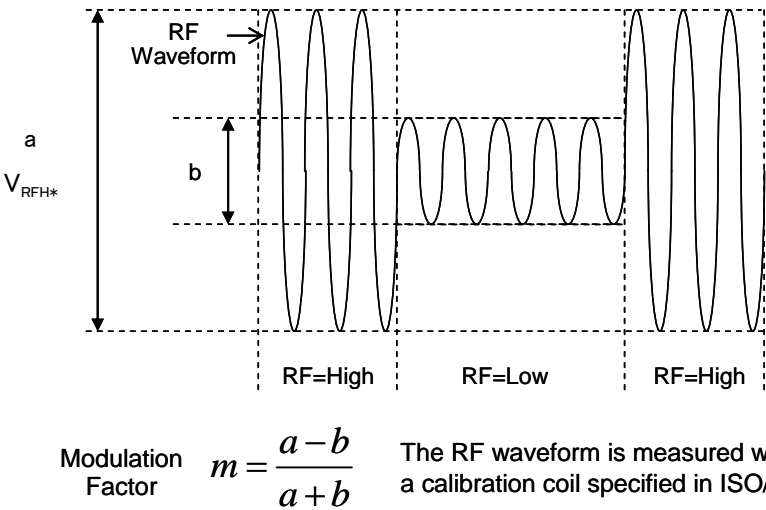 RF
Waveform
a
V_RFH*
b
RF=High
RF=Low
RF=High
Modulation
Factor
m = (a-b)/(a+b)
The RF waveform is measured w
a calibration coil specified in ISO/